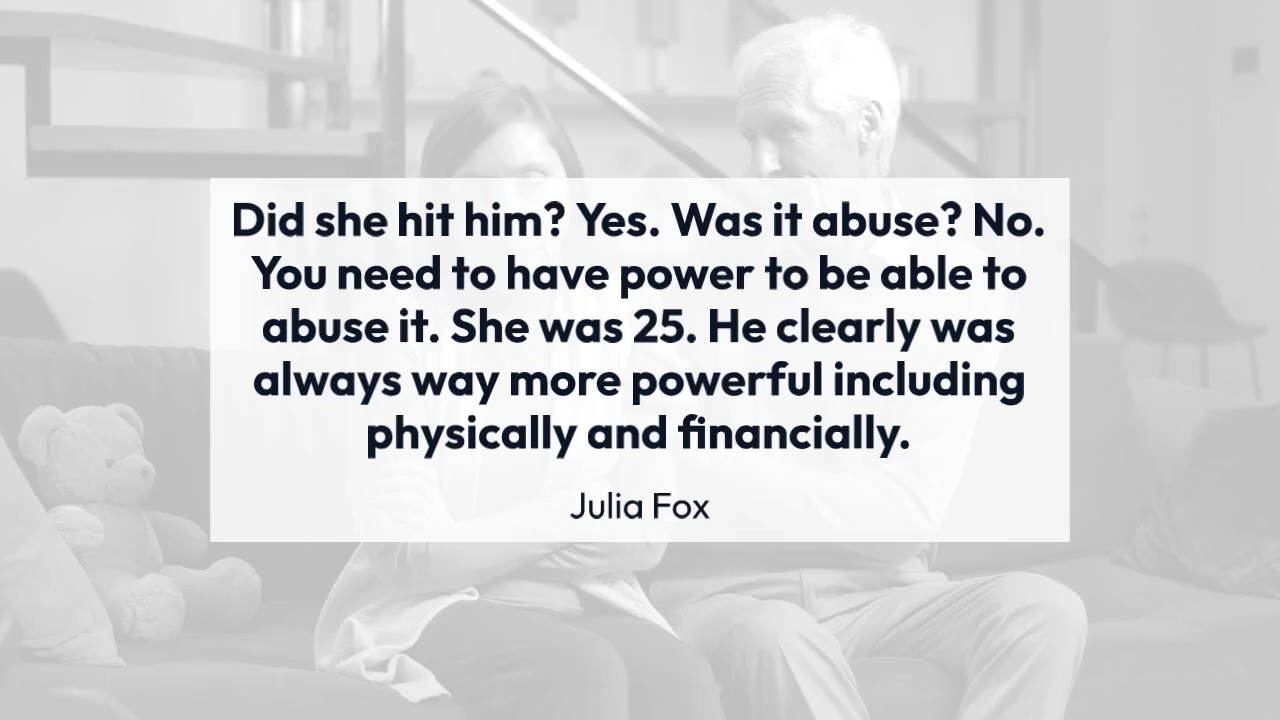 Did she hit him? Yes. Was it abuse? No.
You need to have power to be able to
abuse it. She was 25. He clearly was
always way more powerful including
physically and financially.
Julia Fox